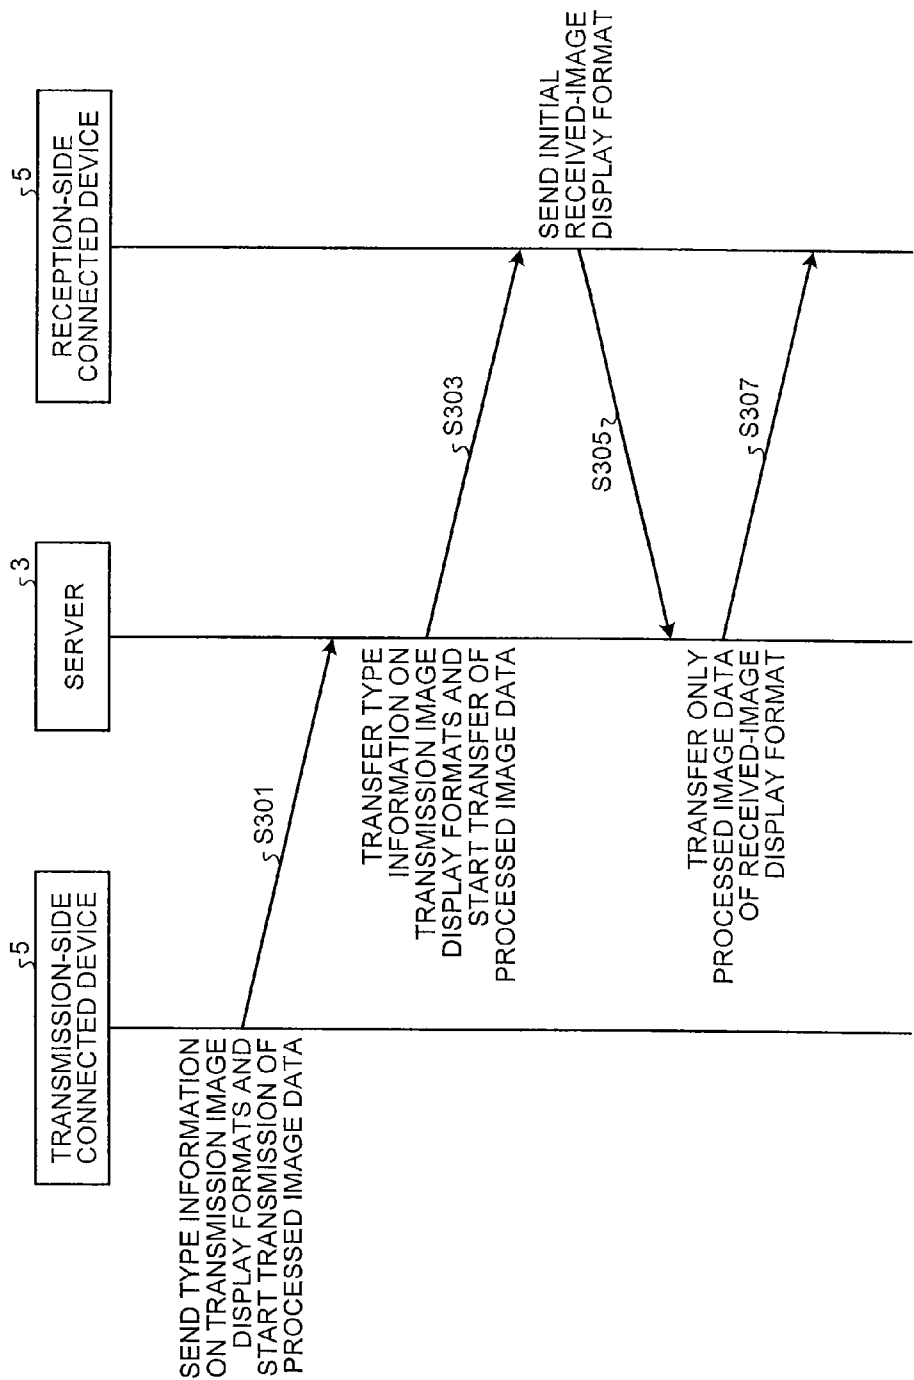 TRANSMISSION-SIDE
CONNECTED DEVICE
5
SERVER
3
RECEPTION-SIDE
CONNECTED DEVICE
5
SEND TYPE INFORMATION
ON TRANSMISSION IMAGE
DISPLAY FORMATS AND
START TRANSMISSION OF
PROCESSED IMAGE DATA
S301
TRANSFER TYPE
INFORMATION ON
TRANSMISSION IMAGE
DISPLAY FORMATS AND
START TRANSFER OF
PROCESSED IMAGE DATA
S303
SEND INITIAL
RECEIVED-IMAGE
DISPLAY FORMAT
S305
TRANSFER ONLY
PROCESSED IMAGE DATA
OF RECEIVED-IMAGE
DISPLAY FORMAT
S307